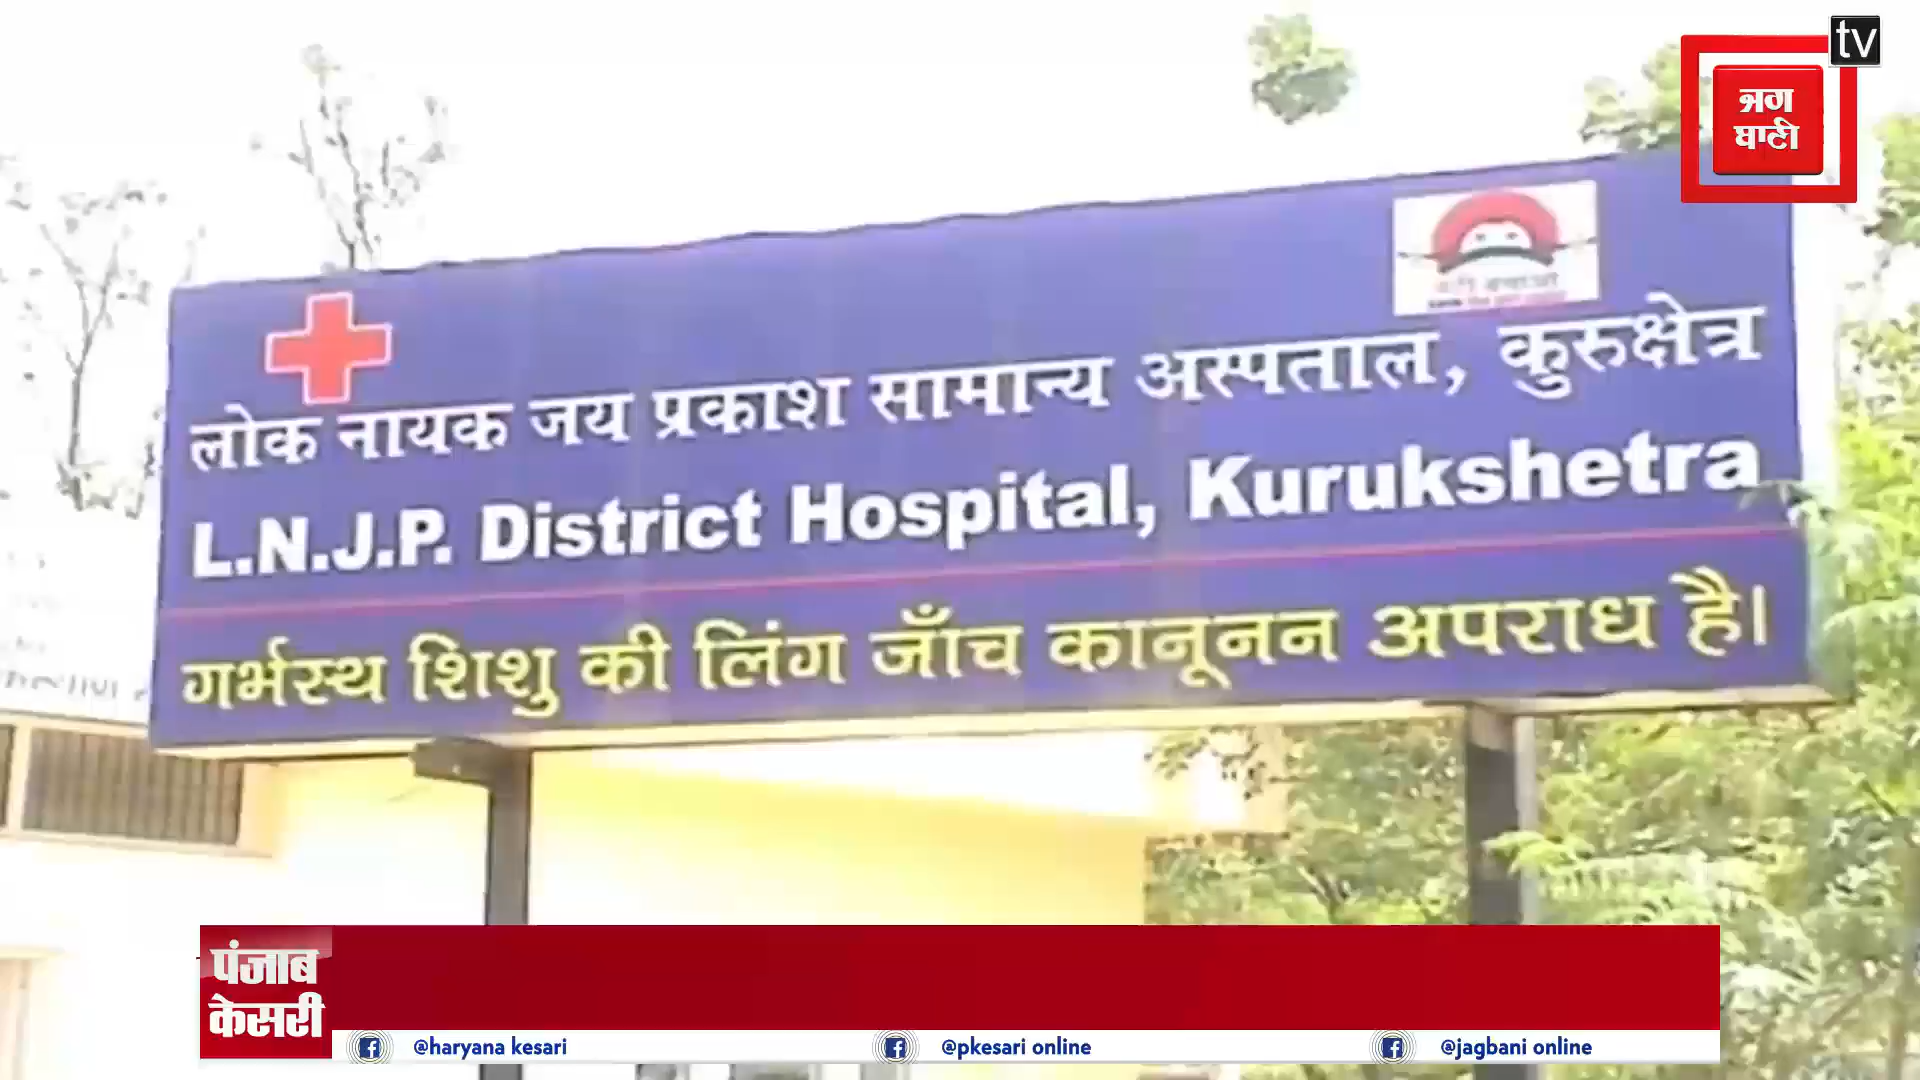 tv
ਜਗ
ਬਾਣੀ
लोक नायक जय प्रकाश सामान्य अस्पताल, कुरुक्षेत्र
L.N.J.P. District Hospital, Kurukshetra
गर्भस्थ शिशु की लिंग जाँच कानूनन अपराध है।
पंजाब
केसरी
@haryana kesari
@pkesari online
@jagbani online